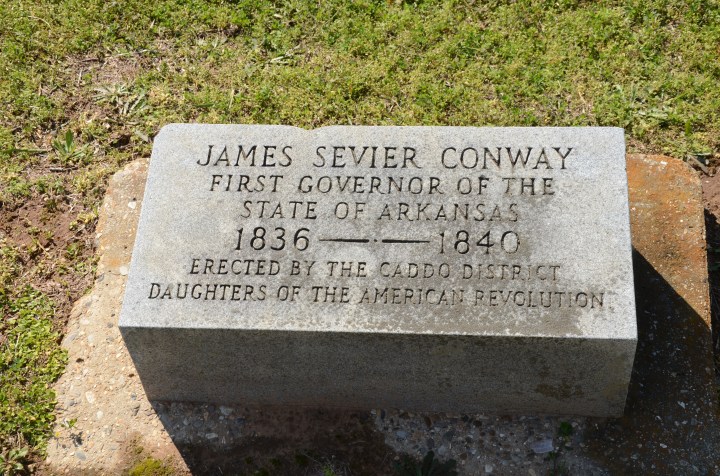 JAMES SEVIER CONWAY
FIRST GOVERNOR OF THE
STATE OF ARKANSAS
1836 —·— 1840
ERECTED BY THE CADDO DISTRICT
DAUGHTERS OF THE AMERICAN REVOLUTION